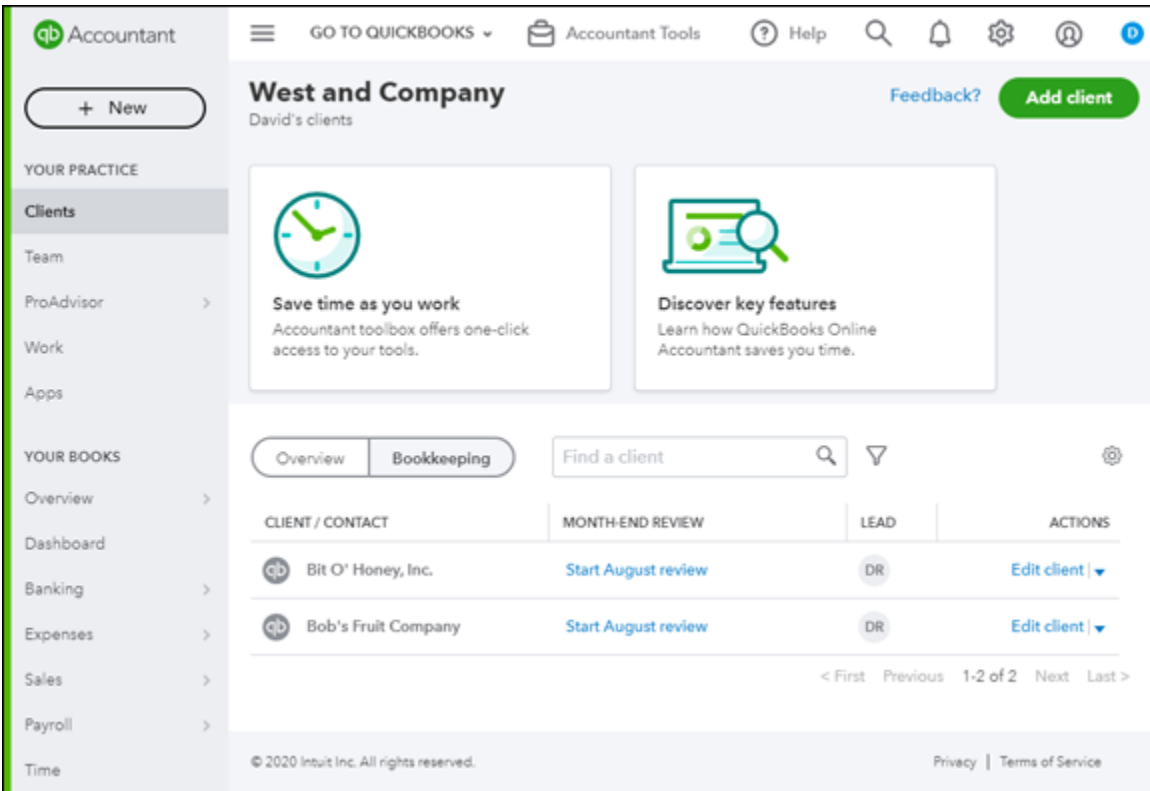 qb Accountant
GO TO QUICKBOOKS
Accountant Tools
? Help
D
+ New
YOUR PRACTICE
Clients
Team
ProAdvisor >
Work
Apps
YOUR BOOKS
Overview >
Dashboard
Banking >
Expenses >
Sales >
Payroll >
Time
West and Company
David's clients
Feedback?
Add client
Save time as you work
Accountant toolbox offers one-click
access to your tools.
Discover key features
Learn how QuickBooks Online
Accountant saves you time.
Overview
Bookkeeping
Find a client
CLIENT / CONTACT MONTH-END REVIEW LEAD ACTIONS
qb Bit O' Honey, Inc. Start August review DR Edit client |
qb Bob's Fruit Company Start August review DR Edit client |
< First Previous 1-2 of 2 Next Last >
© 2020 Intuit Inc. All rights reserved.
Privacy | Terms of Service